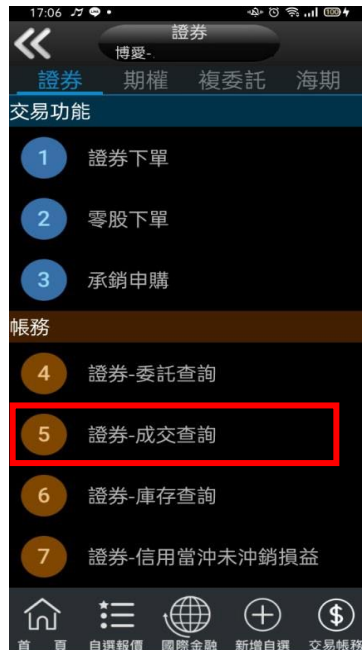 17:06
證券
博愛-
證券 期權 複委託 海期
交易功能
1 證券下單
2 零股下單
3 承銷申購
帳務
4 證券-委託查詢
5 證券-成交查詢
6 證券-庫存查詢
7 證券-信用當沖未沖銷損益
首 頁 自選報價 國際金融 新增自選 交易帳務